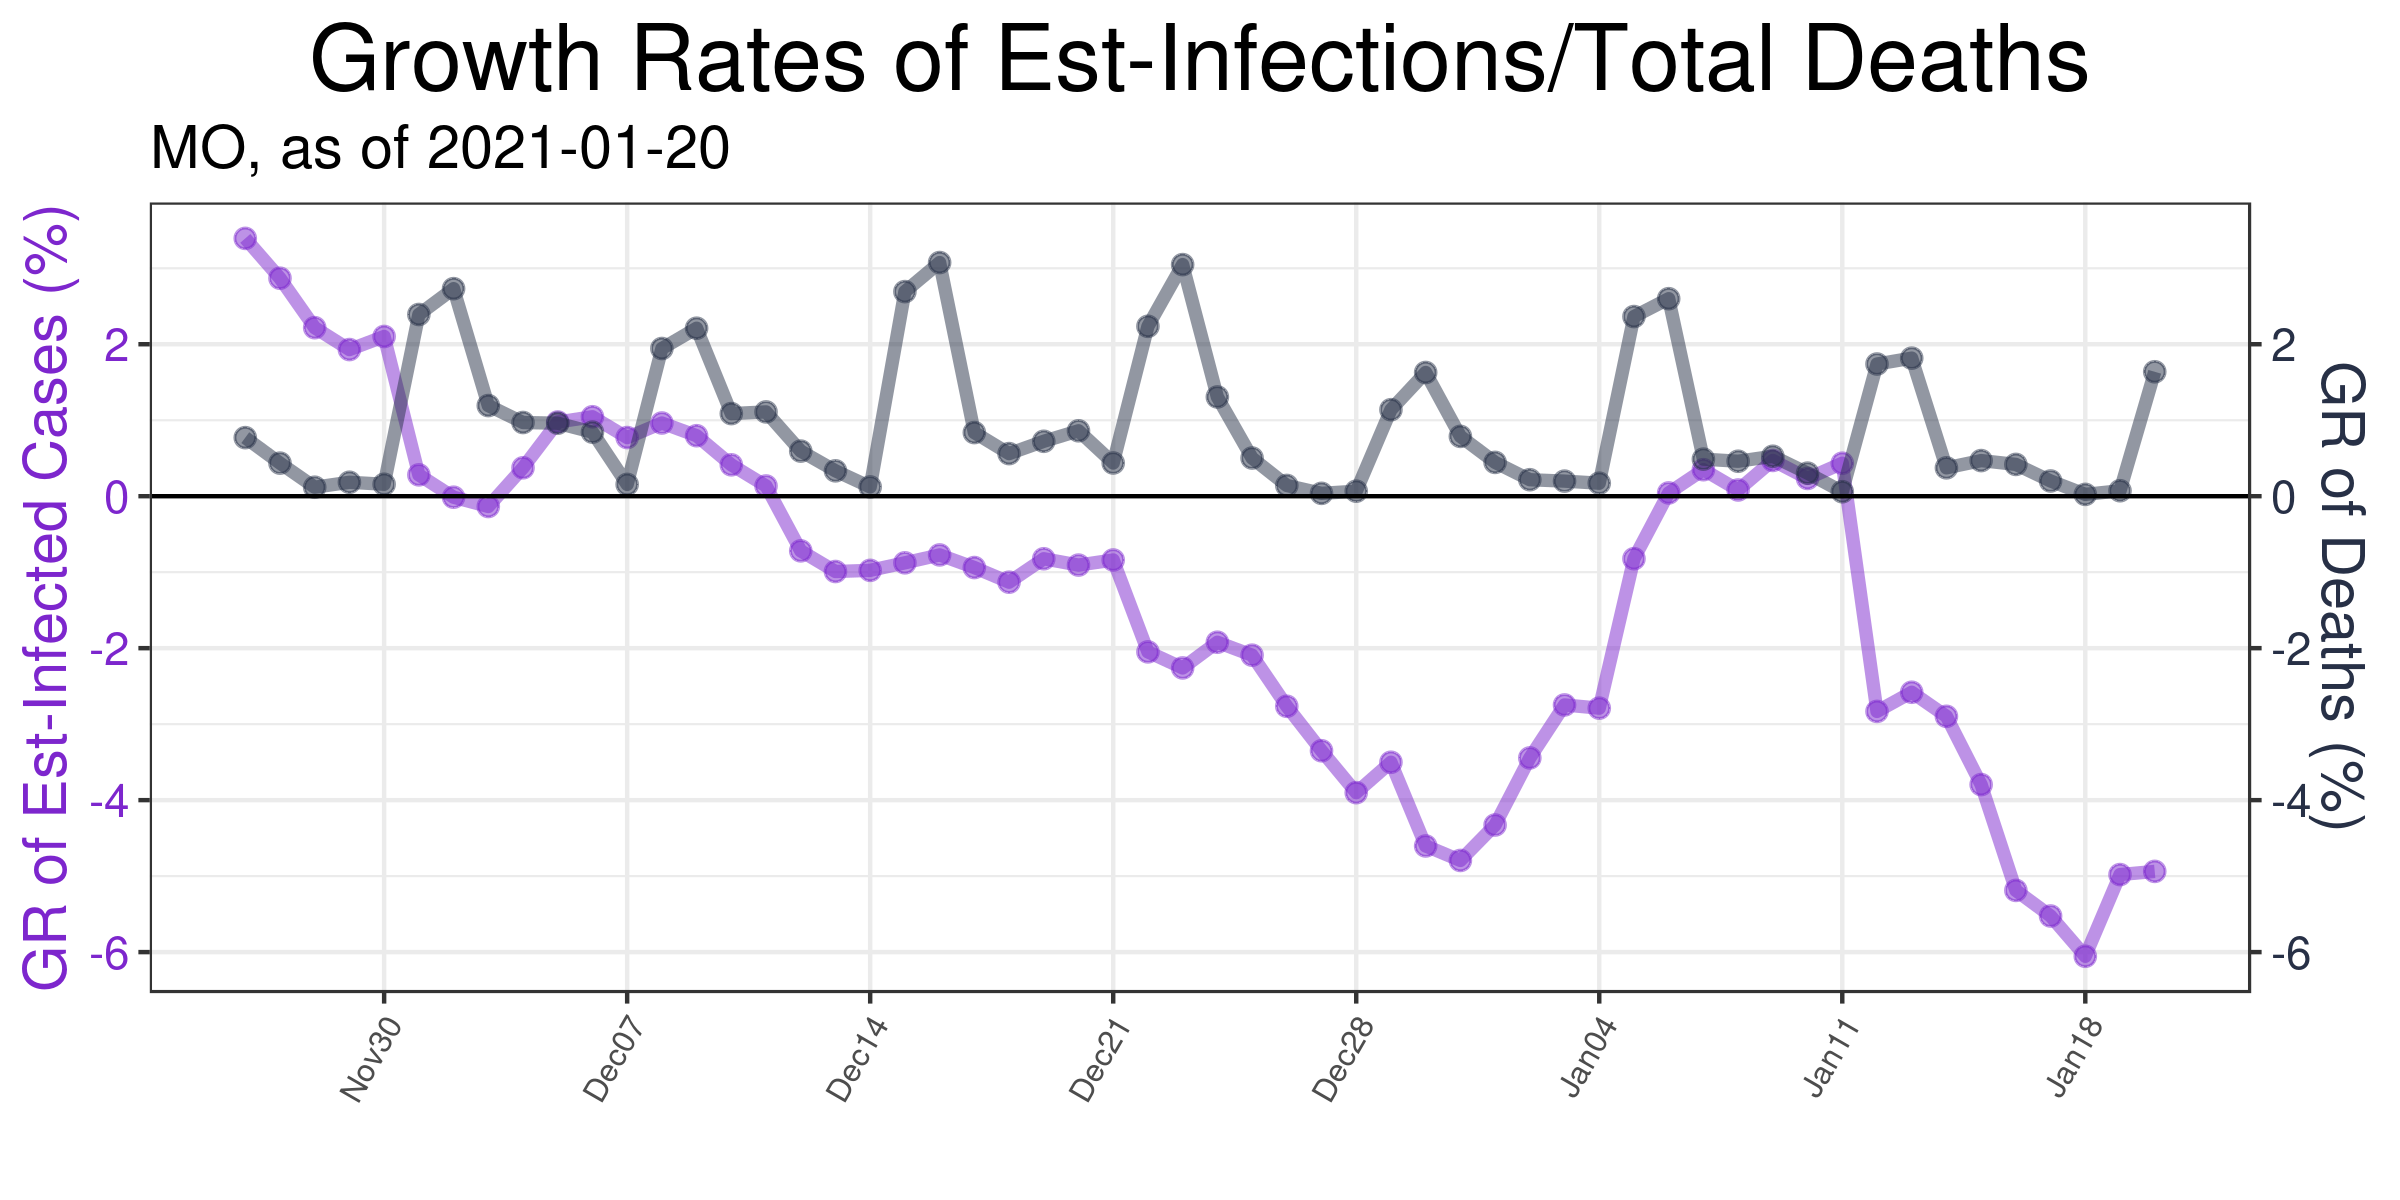 Growth Rates of Est-Infections/Total Deaths
MO, as of 2021-01-20
GR of Est-Infected Cases (%)
2
0
-2
-4
-6
2
0
-2
-4
-6
GR of Deaths (%)
Nov30
Dec07
Dec14
Dec21
Dec28
Jan04
Jan11
Jan18